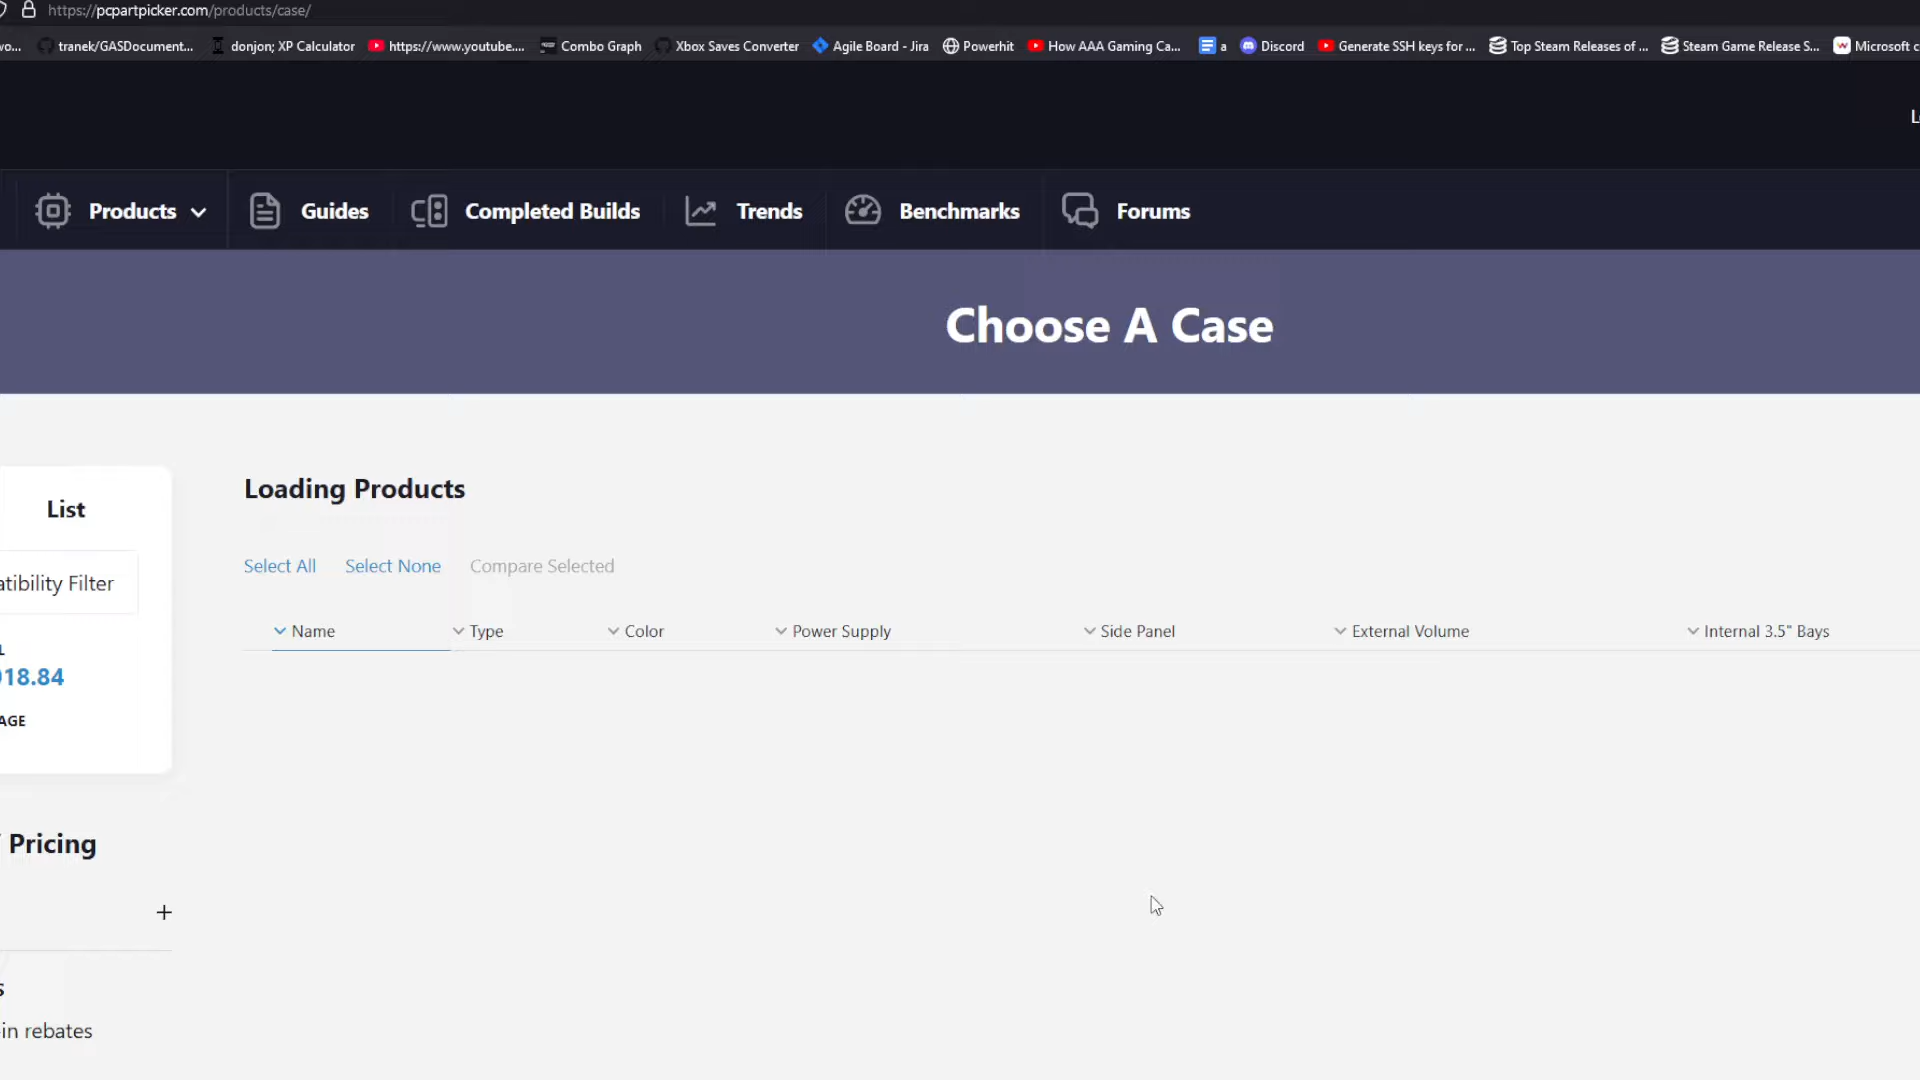 https://pcpartpicker.com/products/case/
tranek/GASDocument... donjon; XP Calculator https://www.youtube.... Combo Graph Xbox Saves Converter Agile Board - Jira Powerhit How AAA Gaming Ca... a Discord Generate SSH keys for ... Top Steam Releases of ... Steam Game Release S... Microsoft c
Products Guides Completed Builds Trends Benchmarks Forums
Choose A Case
Loading Products
List
Select All Select None Compare Selected
atibility Filter
Name Type Color Power Supply Side Panel External Volume Internal 3.5" Bays
18.84
AGE
Pricing
+
in rebates